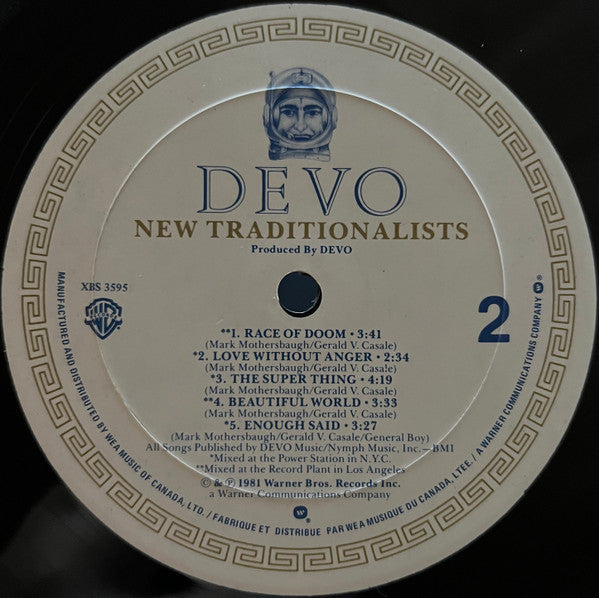 DEVO
NEW TRADITIONALISTS
Produced By DEVO
XBS 3595
2
**1. RACE OF DOOM • 3:41
(Mark Mothersbaugh/Gerald V. Casale)
*2. LOVE WITHOUT ANGER • 2:34
(Mark Mothersbaugh/Gerald V. Casale)
*3. THE SUPER THING • 4:19
(Mark Mothersbaugh/Gerald V. Casale)
**4. BEAUTIFUL WORLD • 3:33
(Mark Mothersbaugh/Gerald V. Casale)
*5. ENOUGH SAID • 3:27
(Mark Mothersbaugh/Gerald V. Casale/General Boy)
All Songs Published by DEVO Music/Nymph Music, Inc.—BMI
*Mixed at the Power Station in N.Y.C.
**Mixed at the Record Plant in Los Angeles
© & ℗ 1981 Warner Bros. Records Inc.
a Warner Communications Company
MANUFACTURED AND DISTRIBUTED BY WEA MUSIC OF CANADA, LTD. / FABRIQUE ET DISTRIBUE PAR WEA MUSIQUE DU CANADA, LTEE. / A WARNER COMMUNICATIONS COMPANY ®